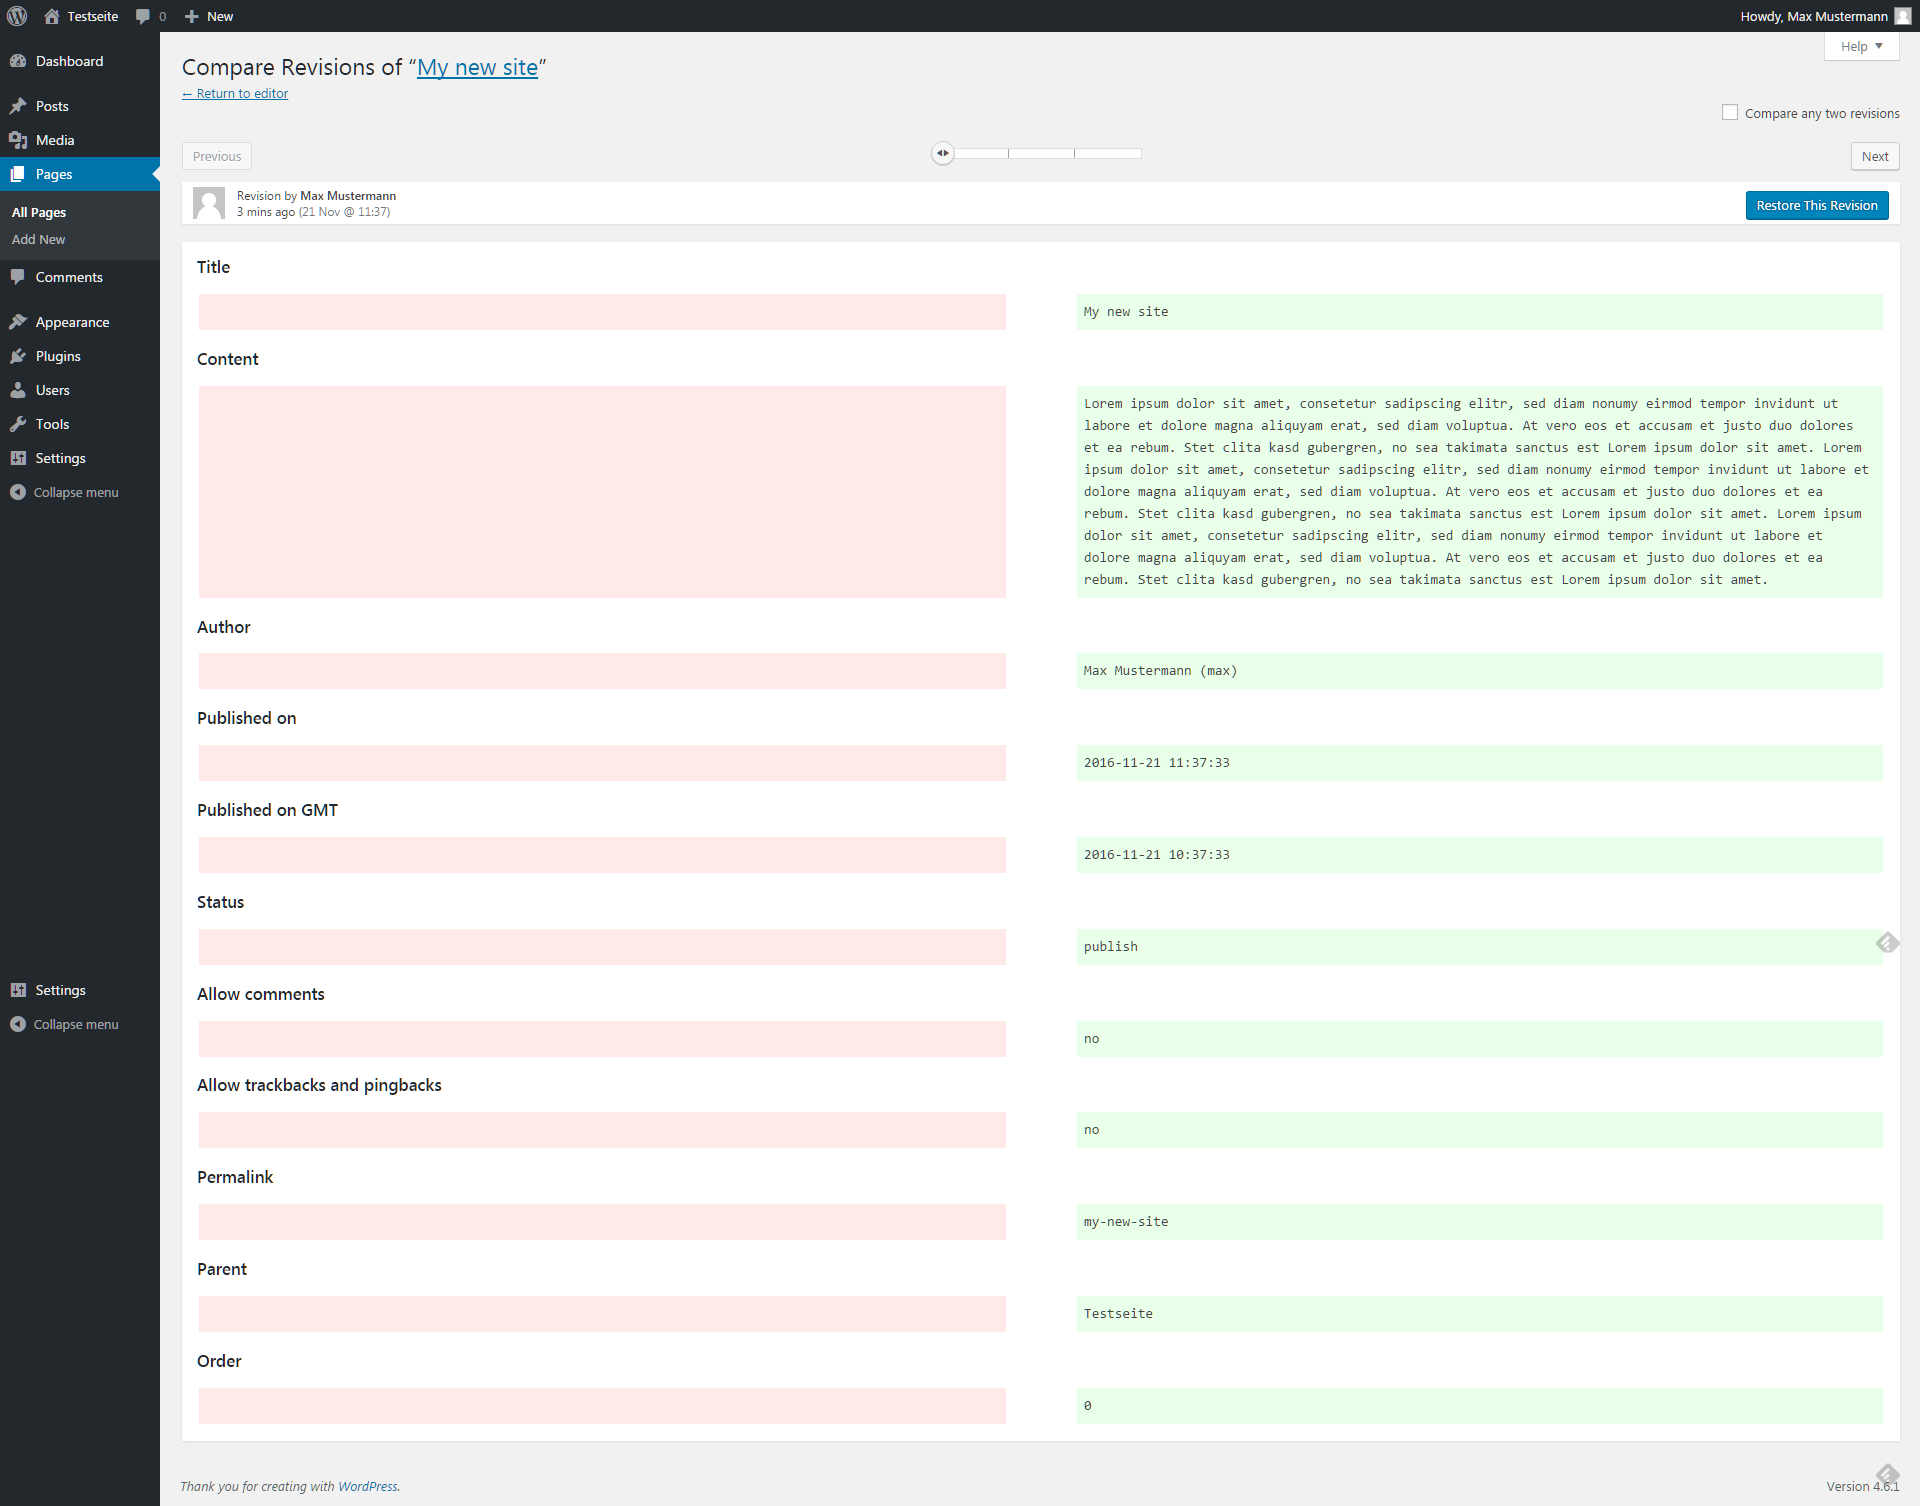 Testseite
0
New
Howdy, Max Mustermann
Help
Dashboard
Posts
Media
Pages
All Pages
Add New
Comments
Appearance
Plugins
Users
Tools
Settings
Collapse menu
Settings
Collapse menu
Compare Revisions of “My new site”
← Return to editor
Compare any two revisions
Previous
Next
Revision by Max Mustermann
3 mins ago (21 Nov @ 11:37)
Restore This Revision
Title
My new site
Content
Lorem ipsum dolor sit amet, consetetur sadipscing elitr, sed diam nonumy eirmod tempor invidunt ut
labore et dolore magna aliquyam erat, sed diam voluptua. At vero eos et accusam et justo duo dolores
et ea rebum. Stet clita kasd gubergren, no sea takimata sanctus est Lorem ipsum dolor sit amet. Lorem
ipsum dolor sit amet, consetetur sadipscing elitr, sed diam nonumy eirmod tempor invidunt ut labore et
dolore magna aliquyam erat, sed diam voluptua. At vero eos et accusam et justo duo dolores et ea
rebum. Stet clita kasd gubergren, no sea takimata sanctus est Lorem ipsum dolor sit amet. Lorem ipsum
dolor sit amet, consetetur sadipscing elitr, sed diam nonumy eirmod tempor invidunt ut labore et
dolore magna aliquyam erat, sed diam voluptua. At vero eos et accusam et justo duo dolores et ea
rebum. Stet clita kasd gubergren, no sea takimata sanctus est Lorem ipsum dolor sit amet.
Author
Max Mustermann (max)
Published on
2016-11-21 11:37:33
Published on GMT
2016-11-21 10:37:33
Status
publish
Allow comments
no
Allow trackbacks and pingbacks
no
Permalink
my-new-site
Parent
Testseite
Order
0
Thank you for creating with WordPress.
Version 4.6.1